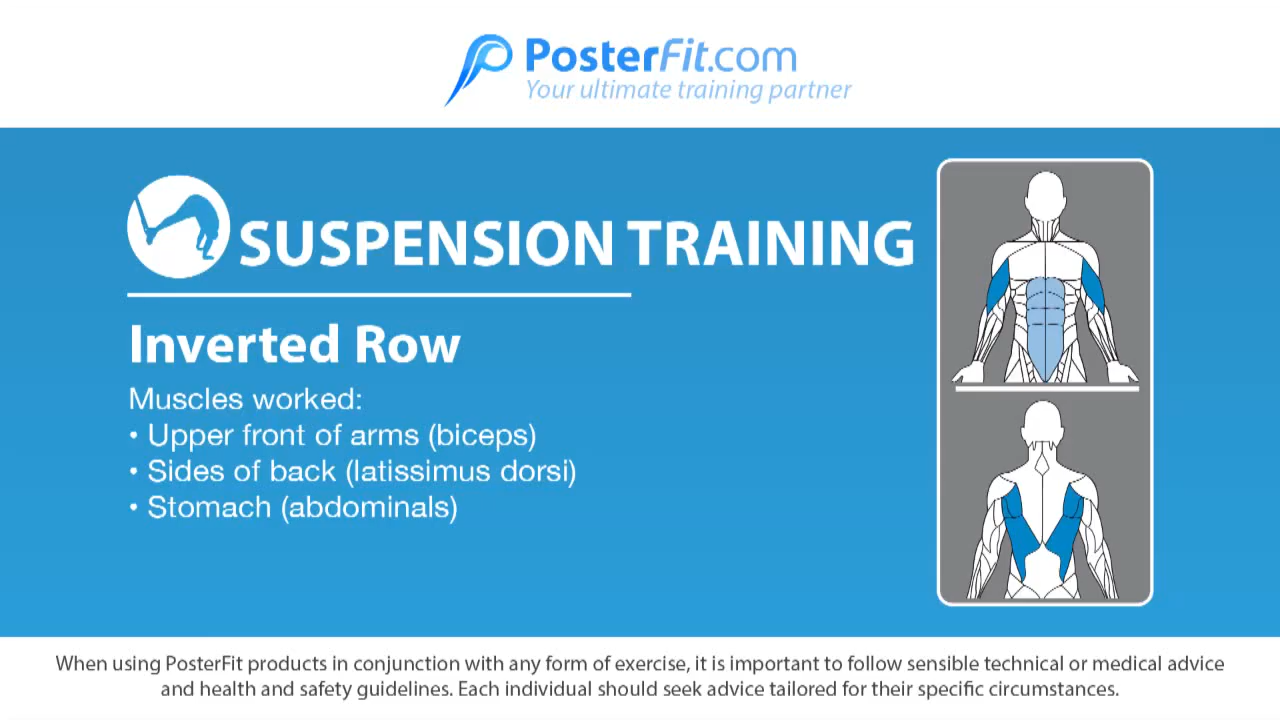 PosterFit.com
Your ultimate training partner
SUSPENSION TRAINING
Inverted Row
Muscles worked:
• Upper front of arms (biceps)
• Sides of back (latissimus dorsi)
• Stomach (abdominals)
When using PosterFit products in conjunction with any form of exercise, it is important to follow sensible technical or medical advice
and health and safety guidelines. Each individual should seek advice tailored for their specific circumstances.